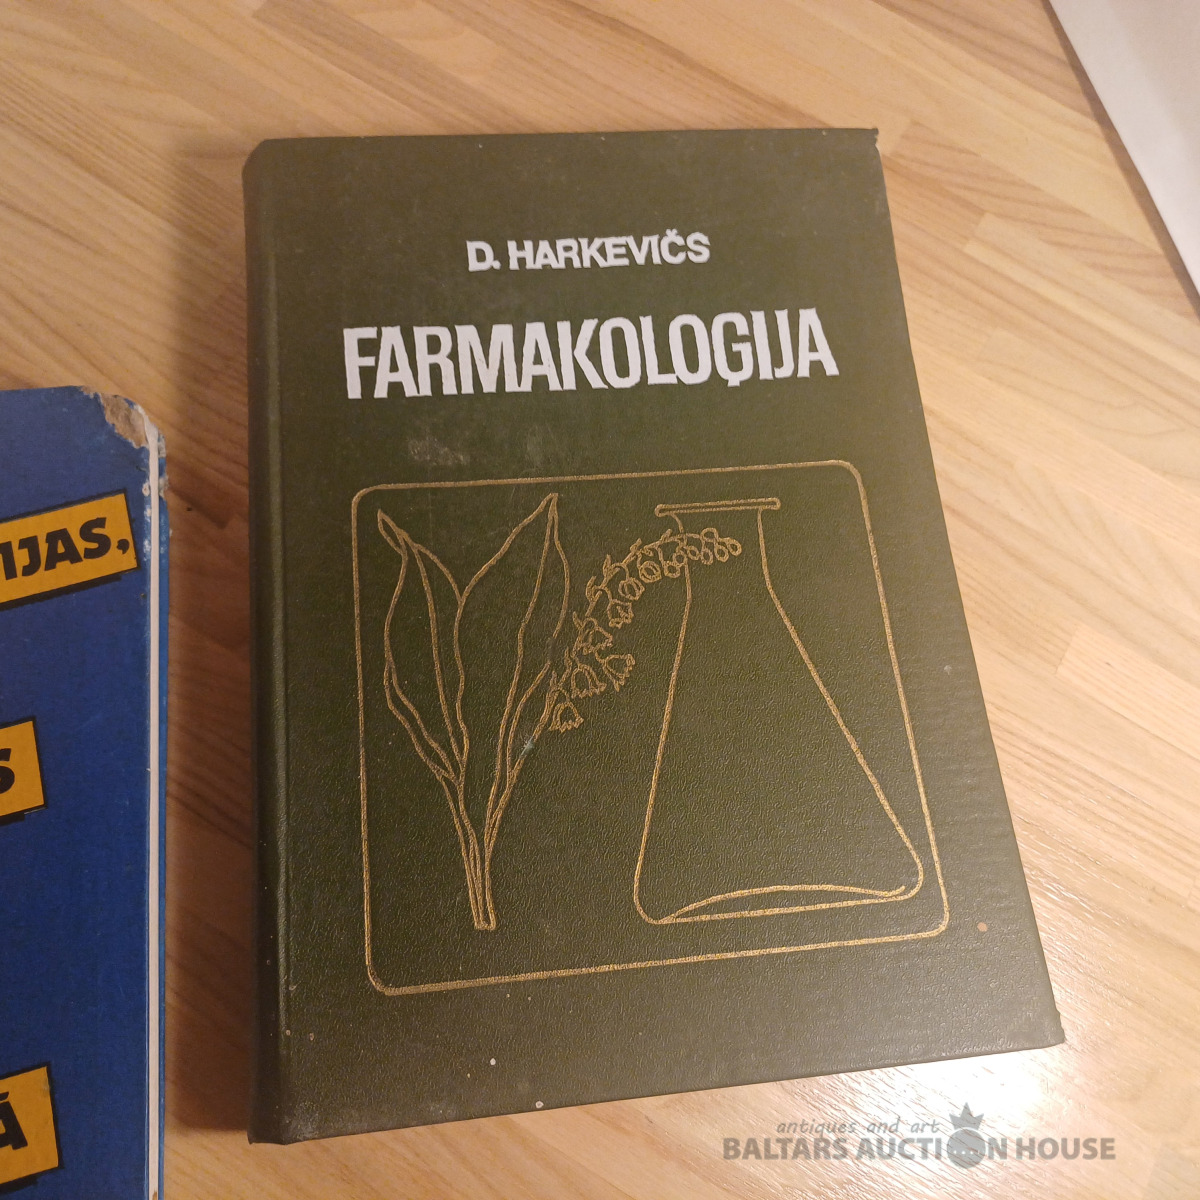 D. HARKEVIČS
FARMAKOLOĢIJA
IJAS,
S
Ā
antiques and art
BALTARS AUCTION HOUSE